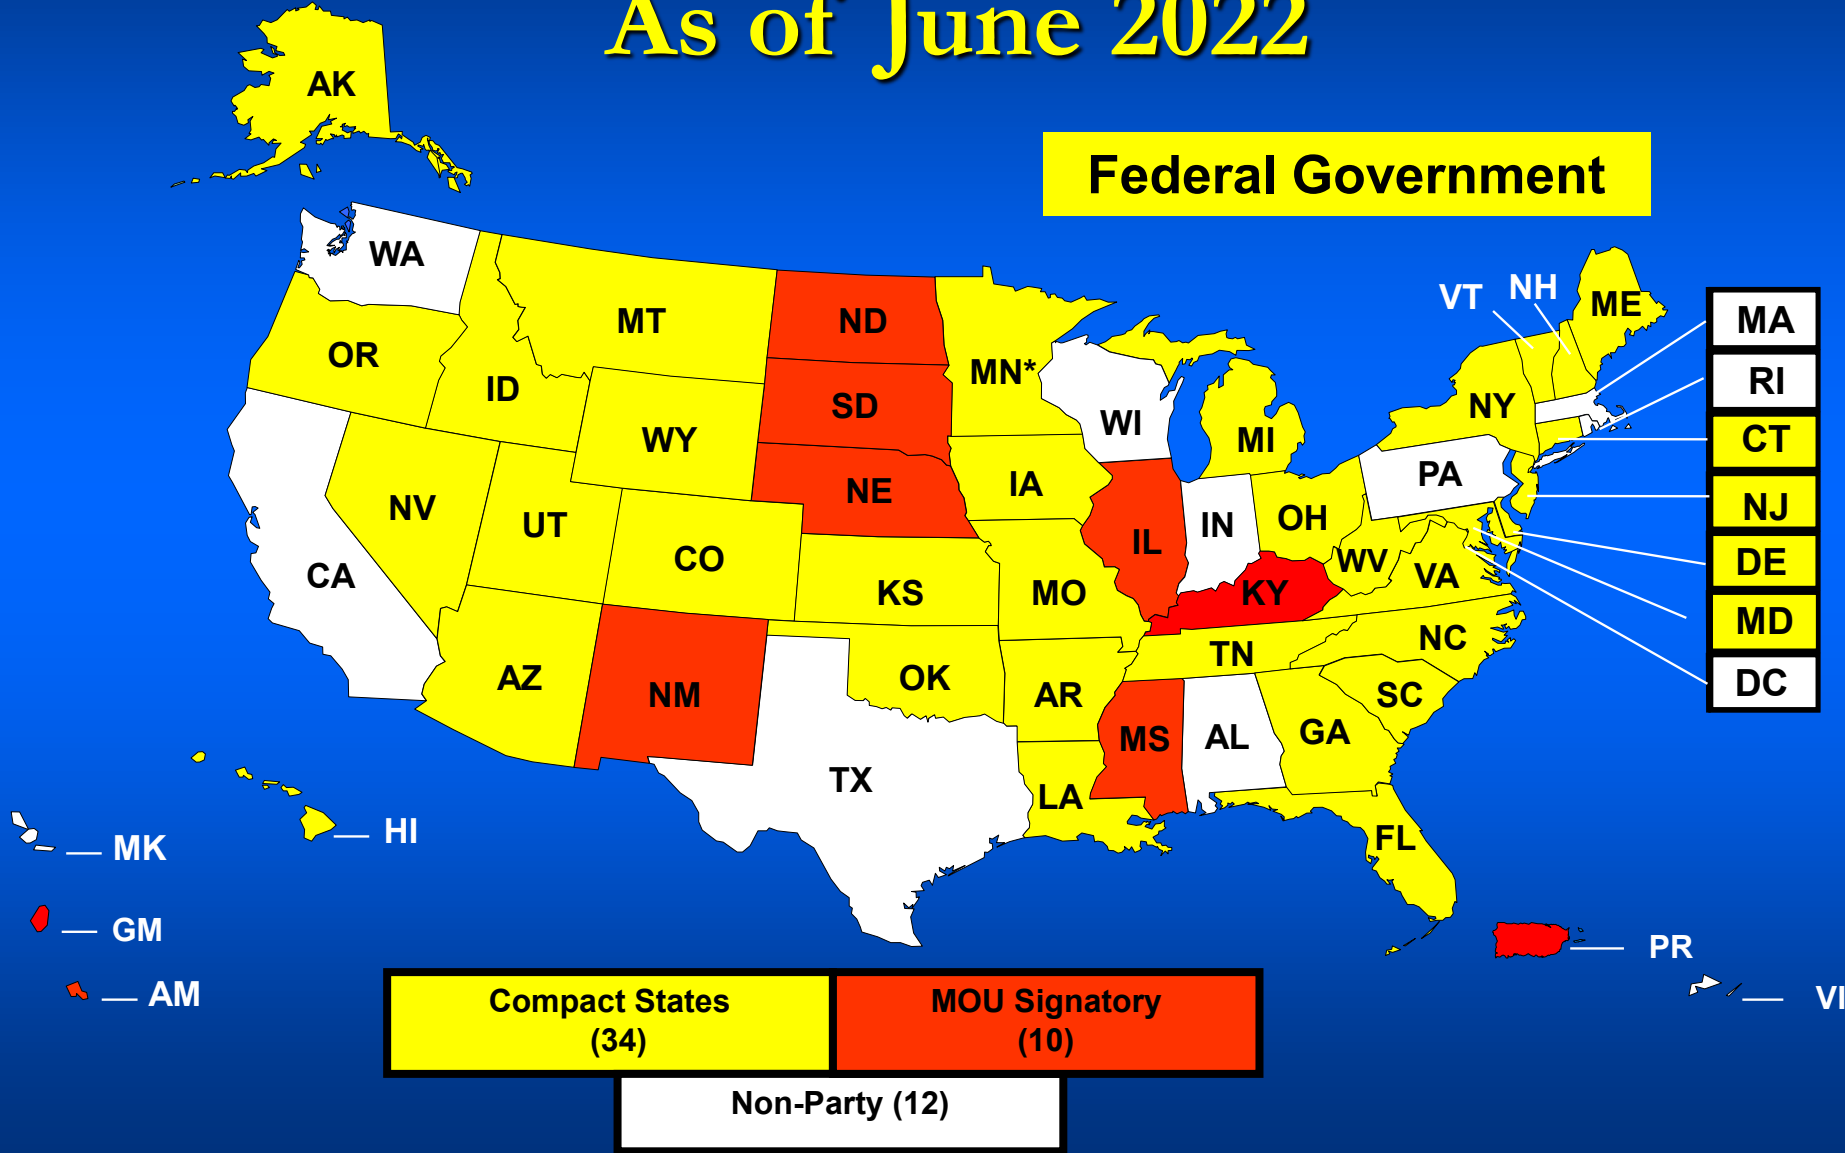 As of June 2022
AK
Federal Government
WA
MT
ND
VT
NH
ME
MA
OR
ID
MN*
RI
SD
WY
WI
MI
NY
CT
NV
UT
NE
IA
PA
NJ
CO
IL
IN
OH
DE
CA
KS
MO
KY
WV
VA
MD
AZ
NM
OK
AR
TN
NC
DC
SC
MS
AL
GA
TX
LA
HI
FL
MK
GM
PR
AM
VI
Compact States
(34)
MOU Signatory
(10)
Non-Party (12)